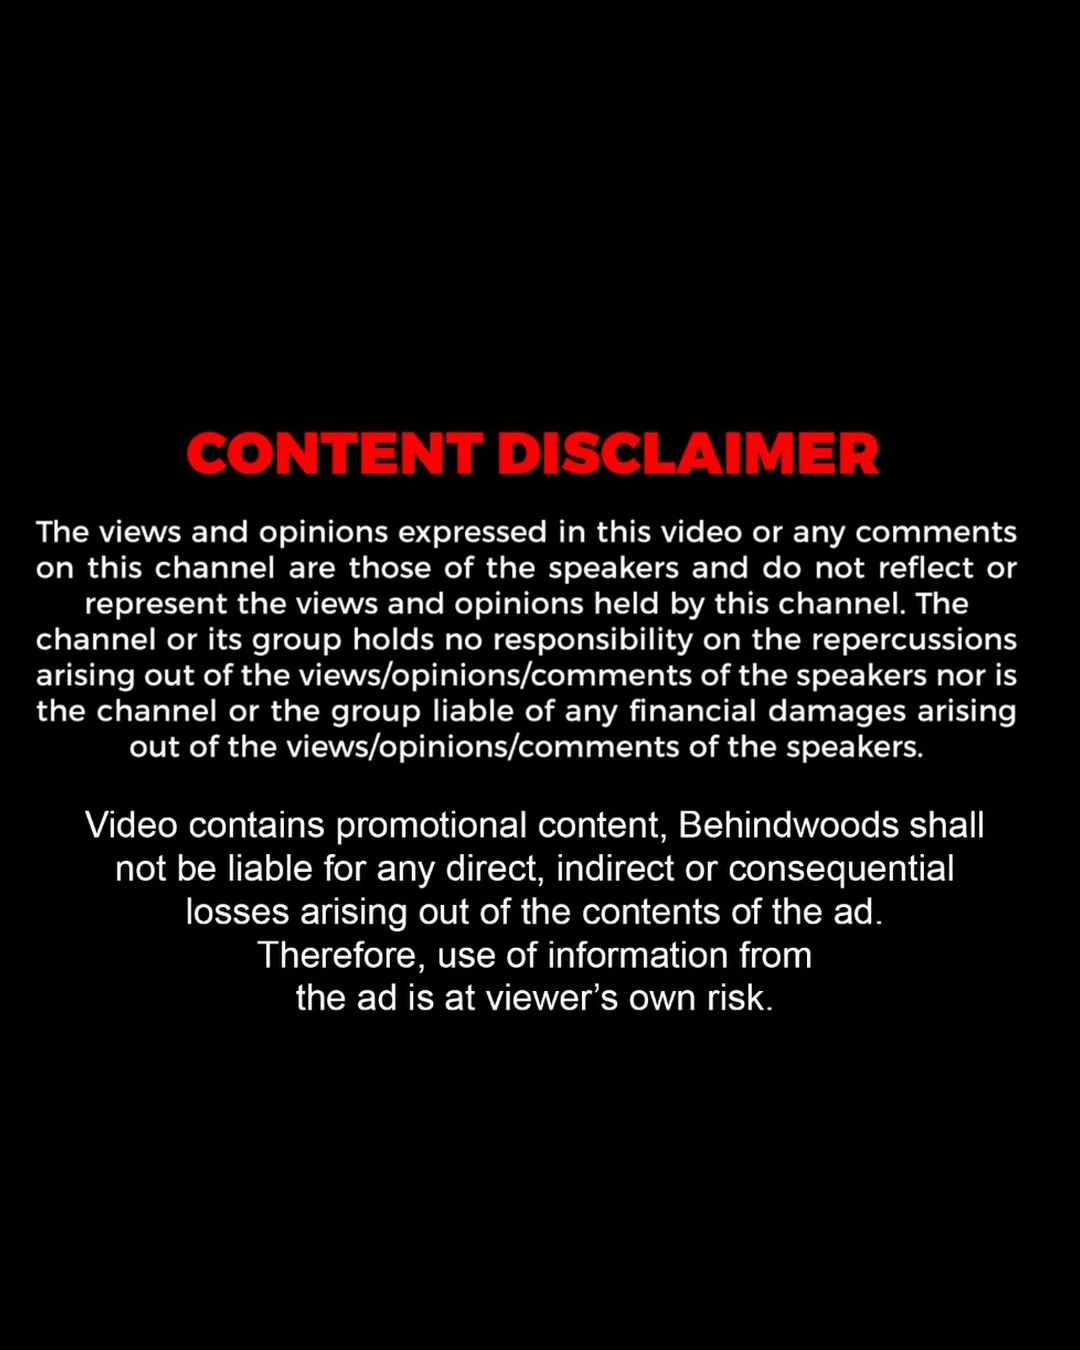 CONTENT DISCLAIMER
The views and opinions expressed in this video or any comments
on this channel are those of the speakers and do not reflect or
represent the views and opinions held by this channel. The
channel or its group holds no responsibility on the repercussions
arising out of the views/opinions/comments of the speakers nor is
the channel or the group liable of any financial damages arising
out of the views/opinions/comments of the speakers.
Video contains promotional content, Behindwoods shall
not be liable for any direct, indirect or consequential
losses arising out of the contents of the ad.
Therefore, use of information from
the ad is at viewer’s own risk.